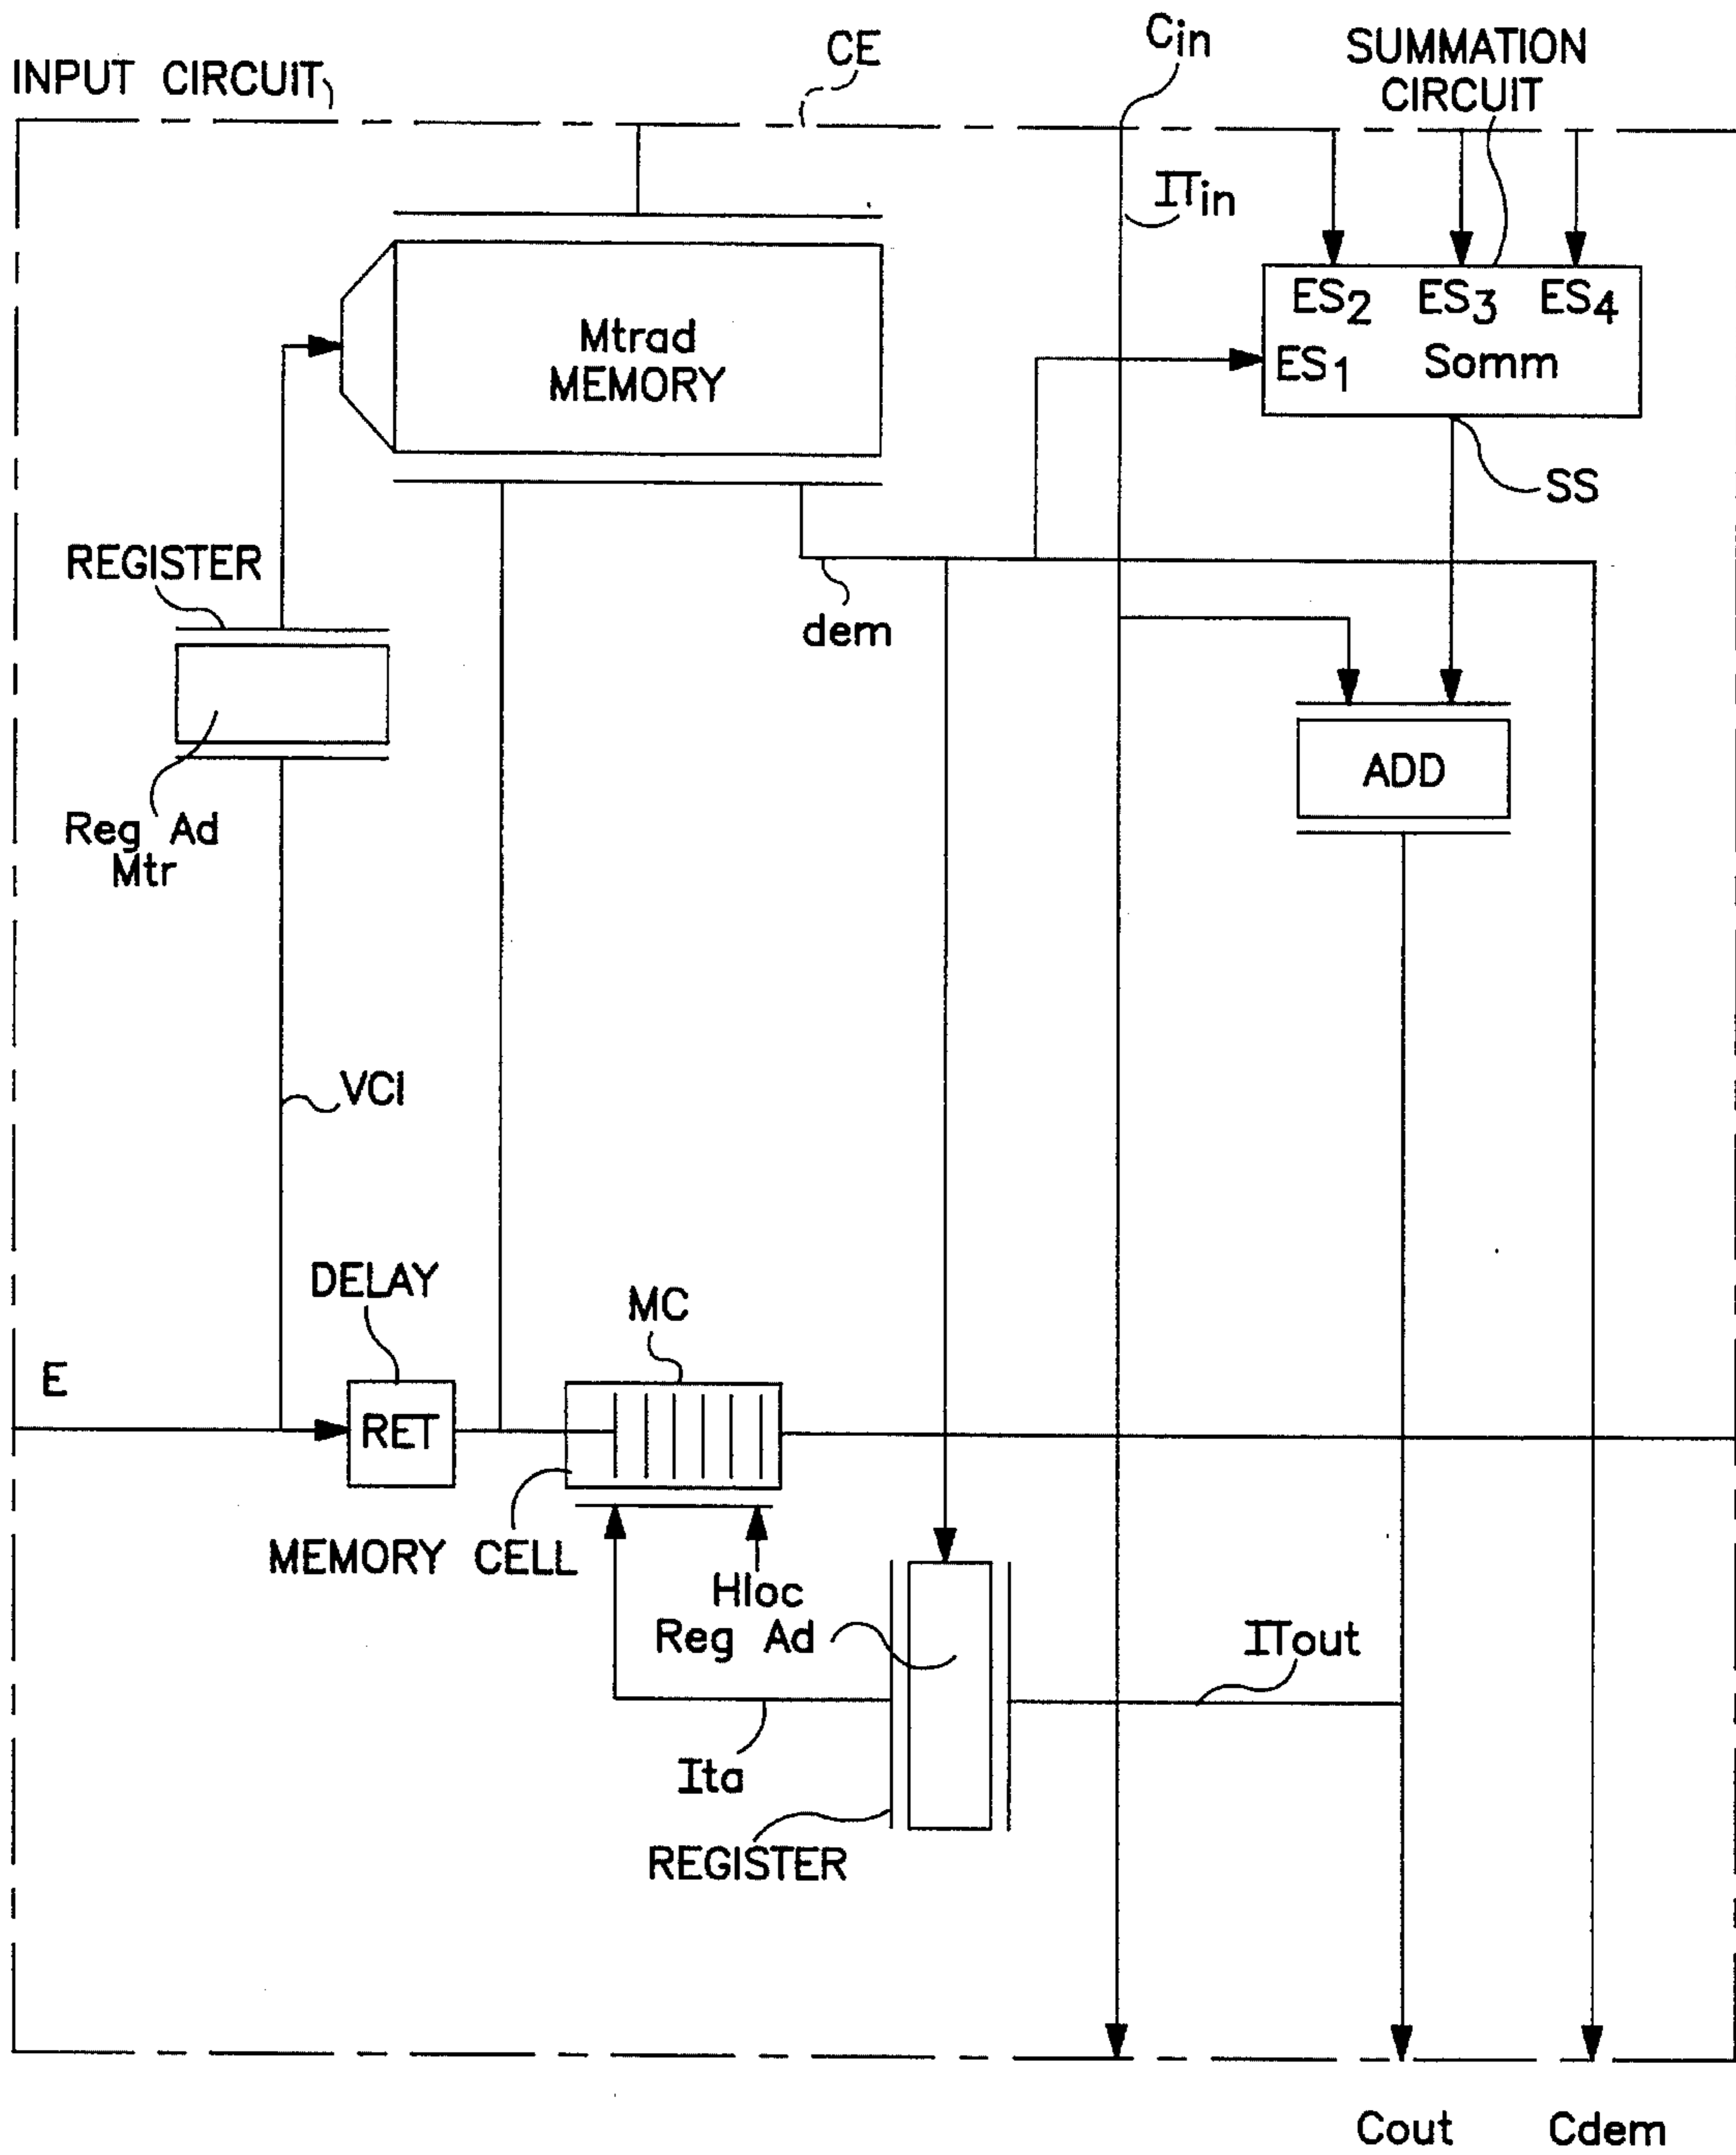 INPUT CIRCUIT
CE
Cin
SUMMATION
CIRCUIT
ITin
Mtrad
MEMORY
ES2 ES3 ES4
ES1 Somm
SS
REGISTER
dem
Reg Ad
Mtr
ADD
VCI
DELAY
MC
E
RET
MEMORY CELL
Hloc
Reg Ad
ITout
Ita
REGISTER
Cout Cdem